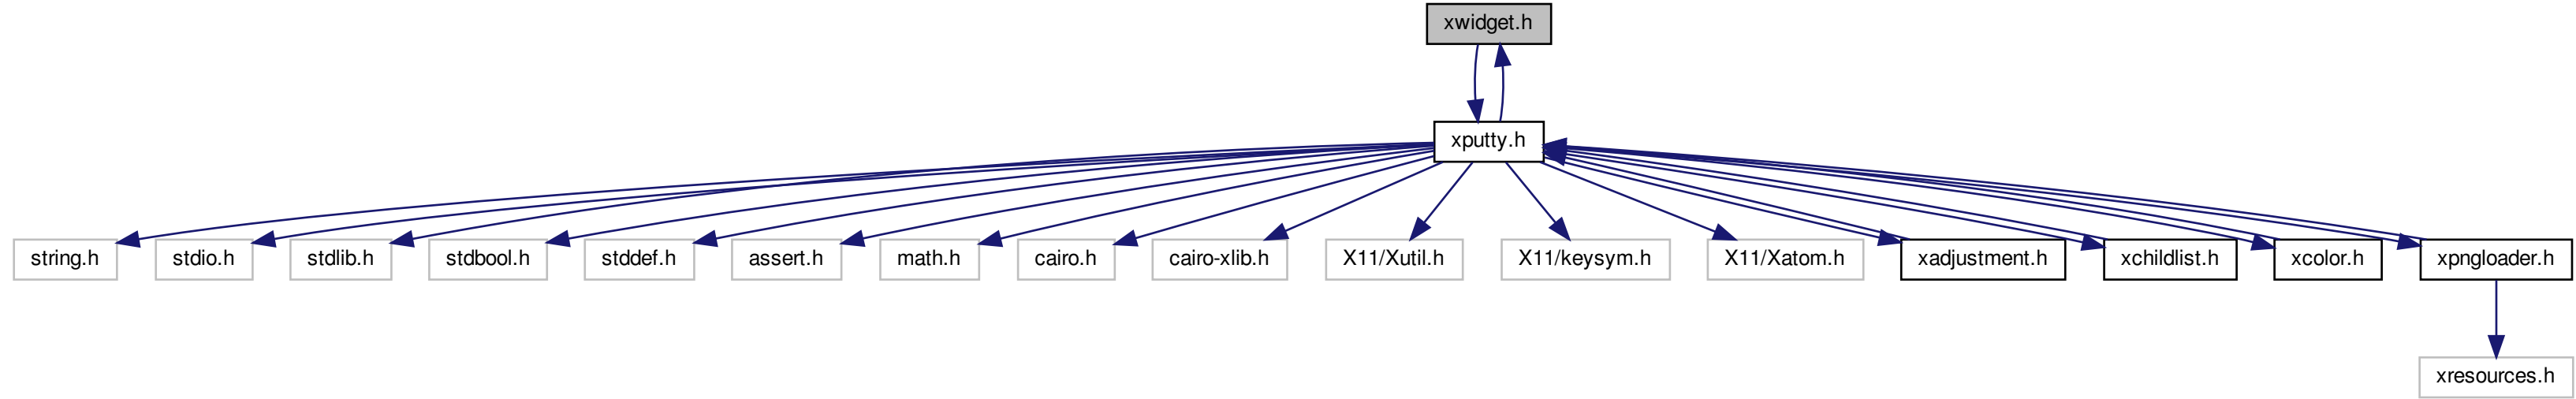 xwidget.h
xputty.h
string.h
stdio.h
stdlib.h
stdbool.h
stddef.h
assert.h
math.h
cairo.h
cairo-xlib.h
X11/Xutil.h
X11/keysym.h
X11/Xatom.h
xadjustment.h
xchildlist.h
xcolor.h
xpngloader.h
xresources.h